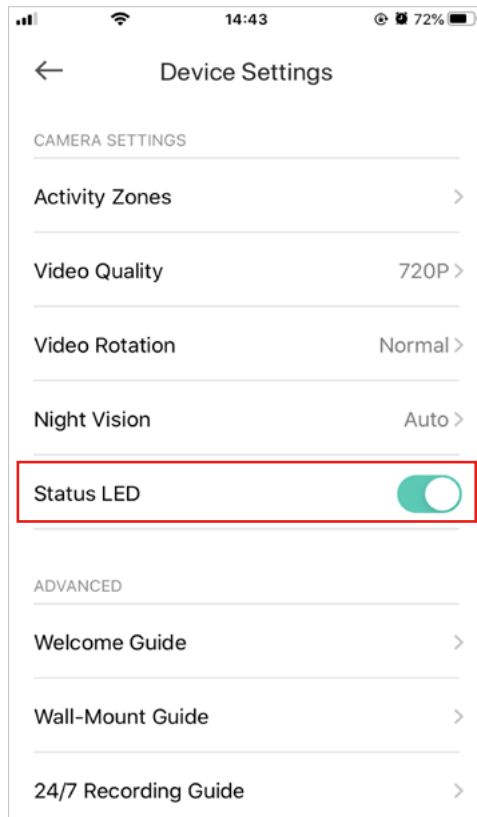 14:43 72%
Device Settings
CAMERA SETTINGS
Activity Zones
Video Quality 720P
Video Rotation Normal
Night Vision Auto
Status LED
ADVANCED
Welcome Guide
Wall-Mount Guide
24/7 Recording Guide